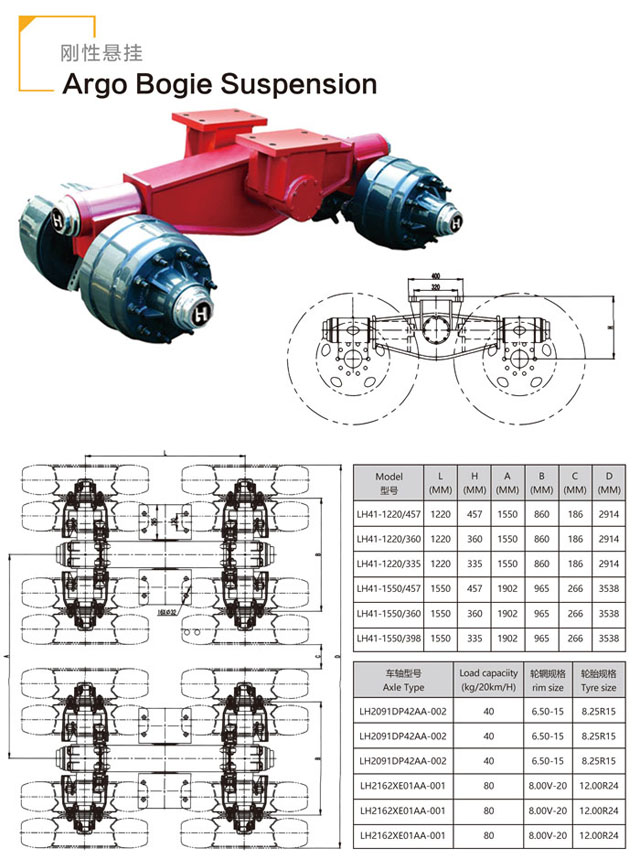 刚性悬挂
Argo Bogie Suspension
H
H
H
400
320
H
L
B
C
A
D
B
Model 型号 L (MM) H (MM) A (MM) B (MM) C (MM) D (MM)
LH41-1220/457 1220 457 1550 860 186 2914
LH41-1220/360 1220 360 1550 860 186 2914
LH41-1220/335 1220 335 1550 860 186 2914
LH41-1550/457 1550 457 1902 965 266 3538
LH41-1550/360 1550 360 1902 965 266 3538
LH41-1550/398 1550 335 1902 965 266 3538
车轴型号 Axle Type Load capaciity (kg/20km/H) 轮辋规格 rim size 轮胎规格 Tyre size
LH2091DP42AA-002 40 6.50-15 8.25R15
LH2091DP42AA-002 40 6.50-15 8.25R15
LH2091DP42AA-002 40 6.50-15 8.25R15
LH2162XE01AA-001 80 8.00V-20 12.00R24
LH2162XE01AA-001 80 8.00V-20 12.00R24
LH2162XE01AA-001 80 8.00V-20 12.00R24